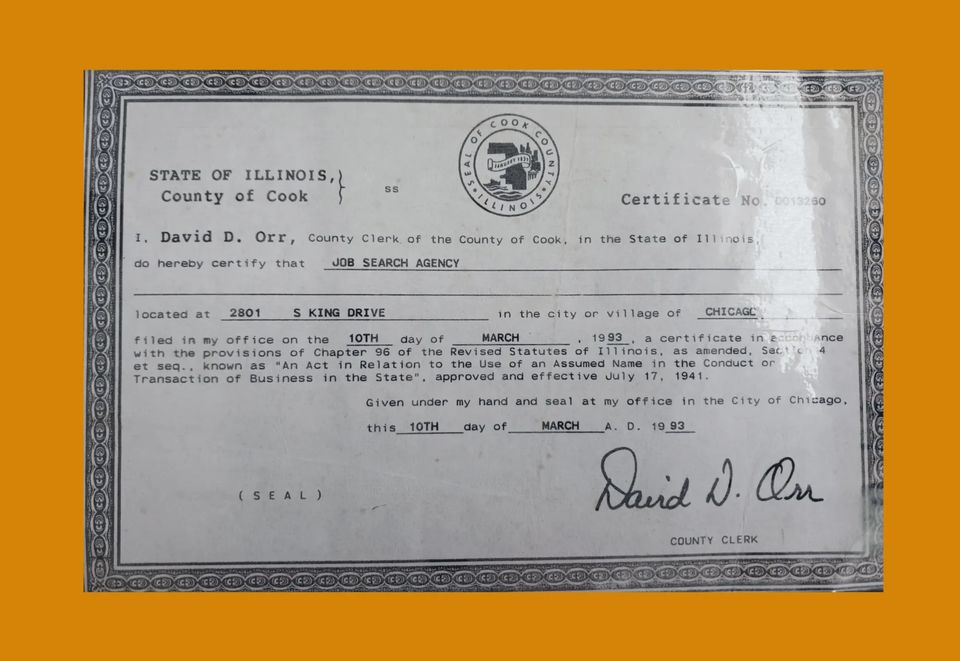 SEAL OF COOK COUNTY
JANUARY 1831
ILLINOIS
STATE OF ILLINOIS,
County of Cook
ss
Certificate No. 0013260
I, David D. Orr, County Clerk of the County of Cook, in the State of Illinois,
do hereby certify that JOB SEARCH AGENCY
located at 2801 S KING DRIVE in the city or village of CHICAGO
filed in my office on the 10TH day of MARCH, 1993, a certificate in accordance
with the provisions of Chapter 96 of the Revised Statutes of Illinois, as amended, Section 4
et seq., known as "An Act in Relation to the Use of an Assumed Name in the Conduct or
Transaction of Business in the State", approved and effective July 17, 1941.
Given under my hand and seal at my office in the City of Chicago,
this 10TH day of MARCH A. D. 1993
David D. Orr
(SEAL)
COUNTY CLERK